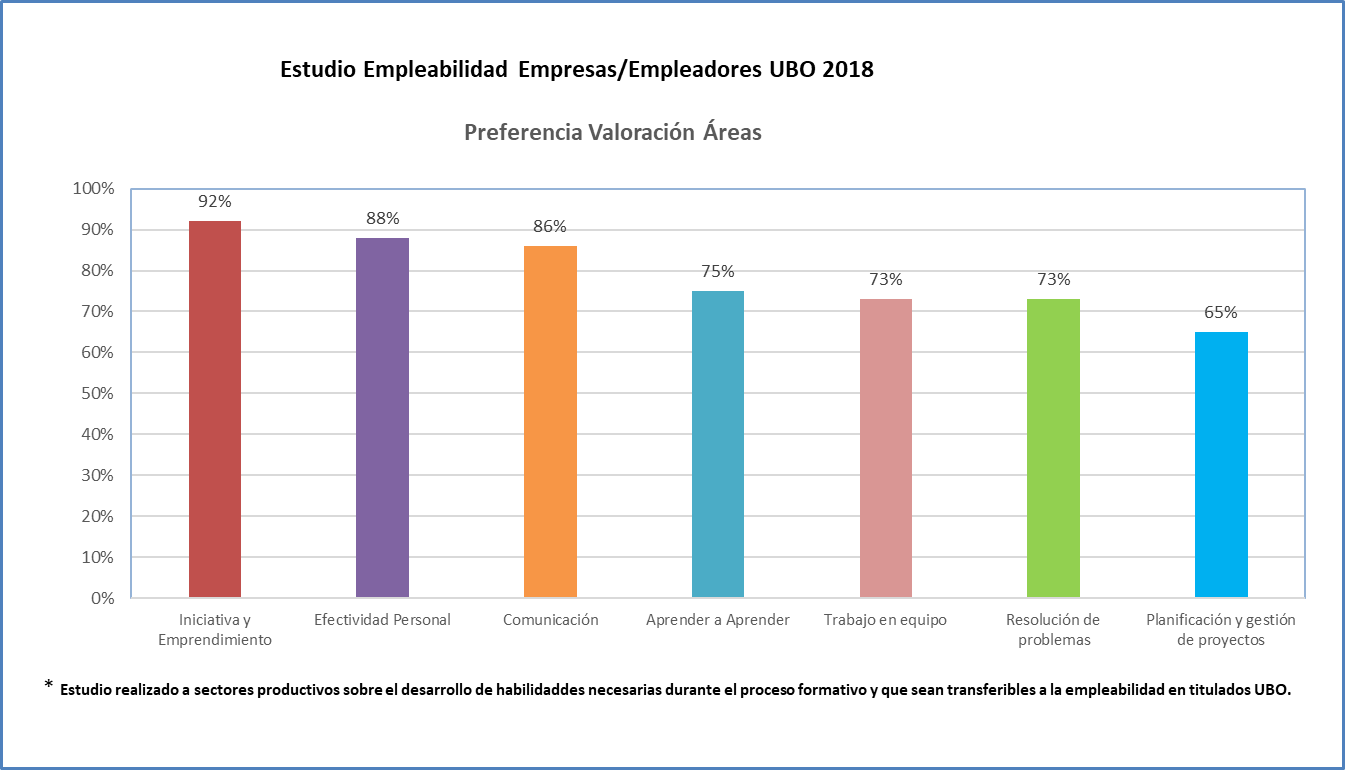 Estudio Empleabilidad Empresas/Empleadores UBO 2018
Preferencia Valoración Áreas
100%
90%
80%
70%
60%
50%
40%
30%
20%
10%
0%
92%
88%
86%
75%
73%
73%
65%
Iniciativa y
Emprendimiento
Efectividad Personal
Comunicación
Aprender a Aprender
Trabajo en equipo
Resolución de
problemas
Planificación y gestión
de proyectos
* Estudio realizado a sectores productivos sobre el desarrollo de habilidaddes necesarias durante el proceso formativo y que sean transferibles a la empleabilidad en titulados UBO.